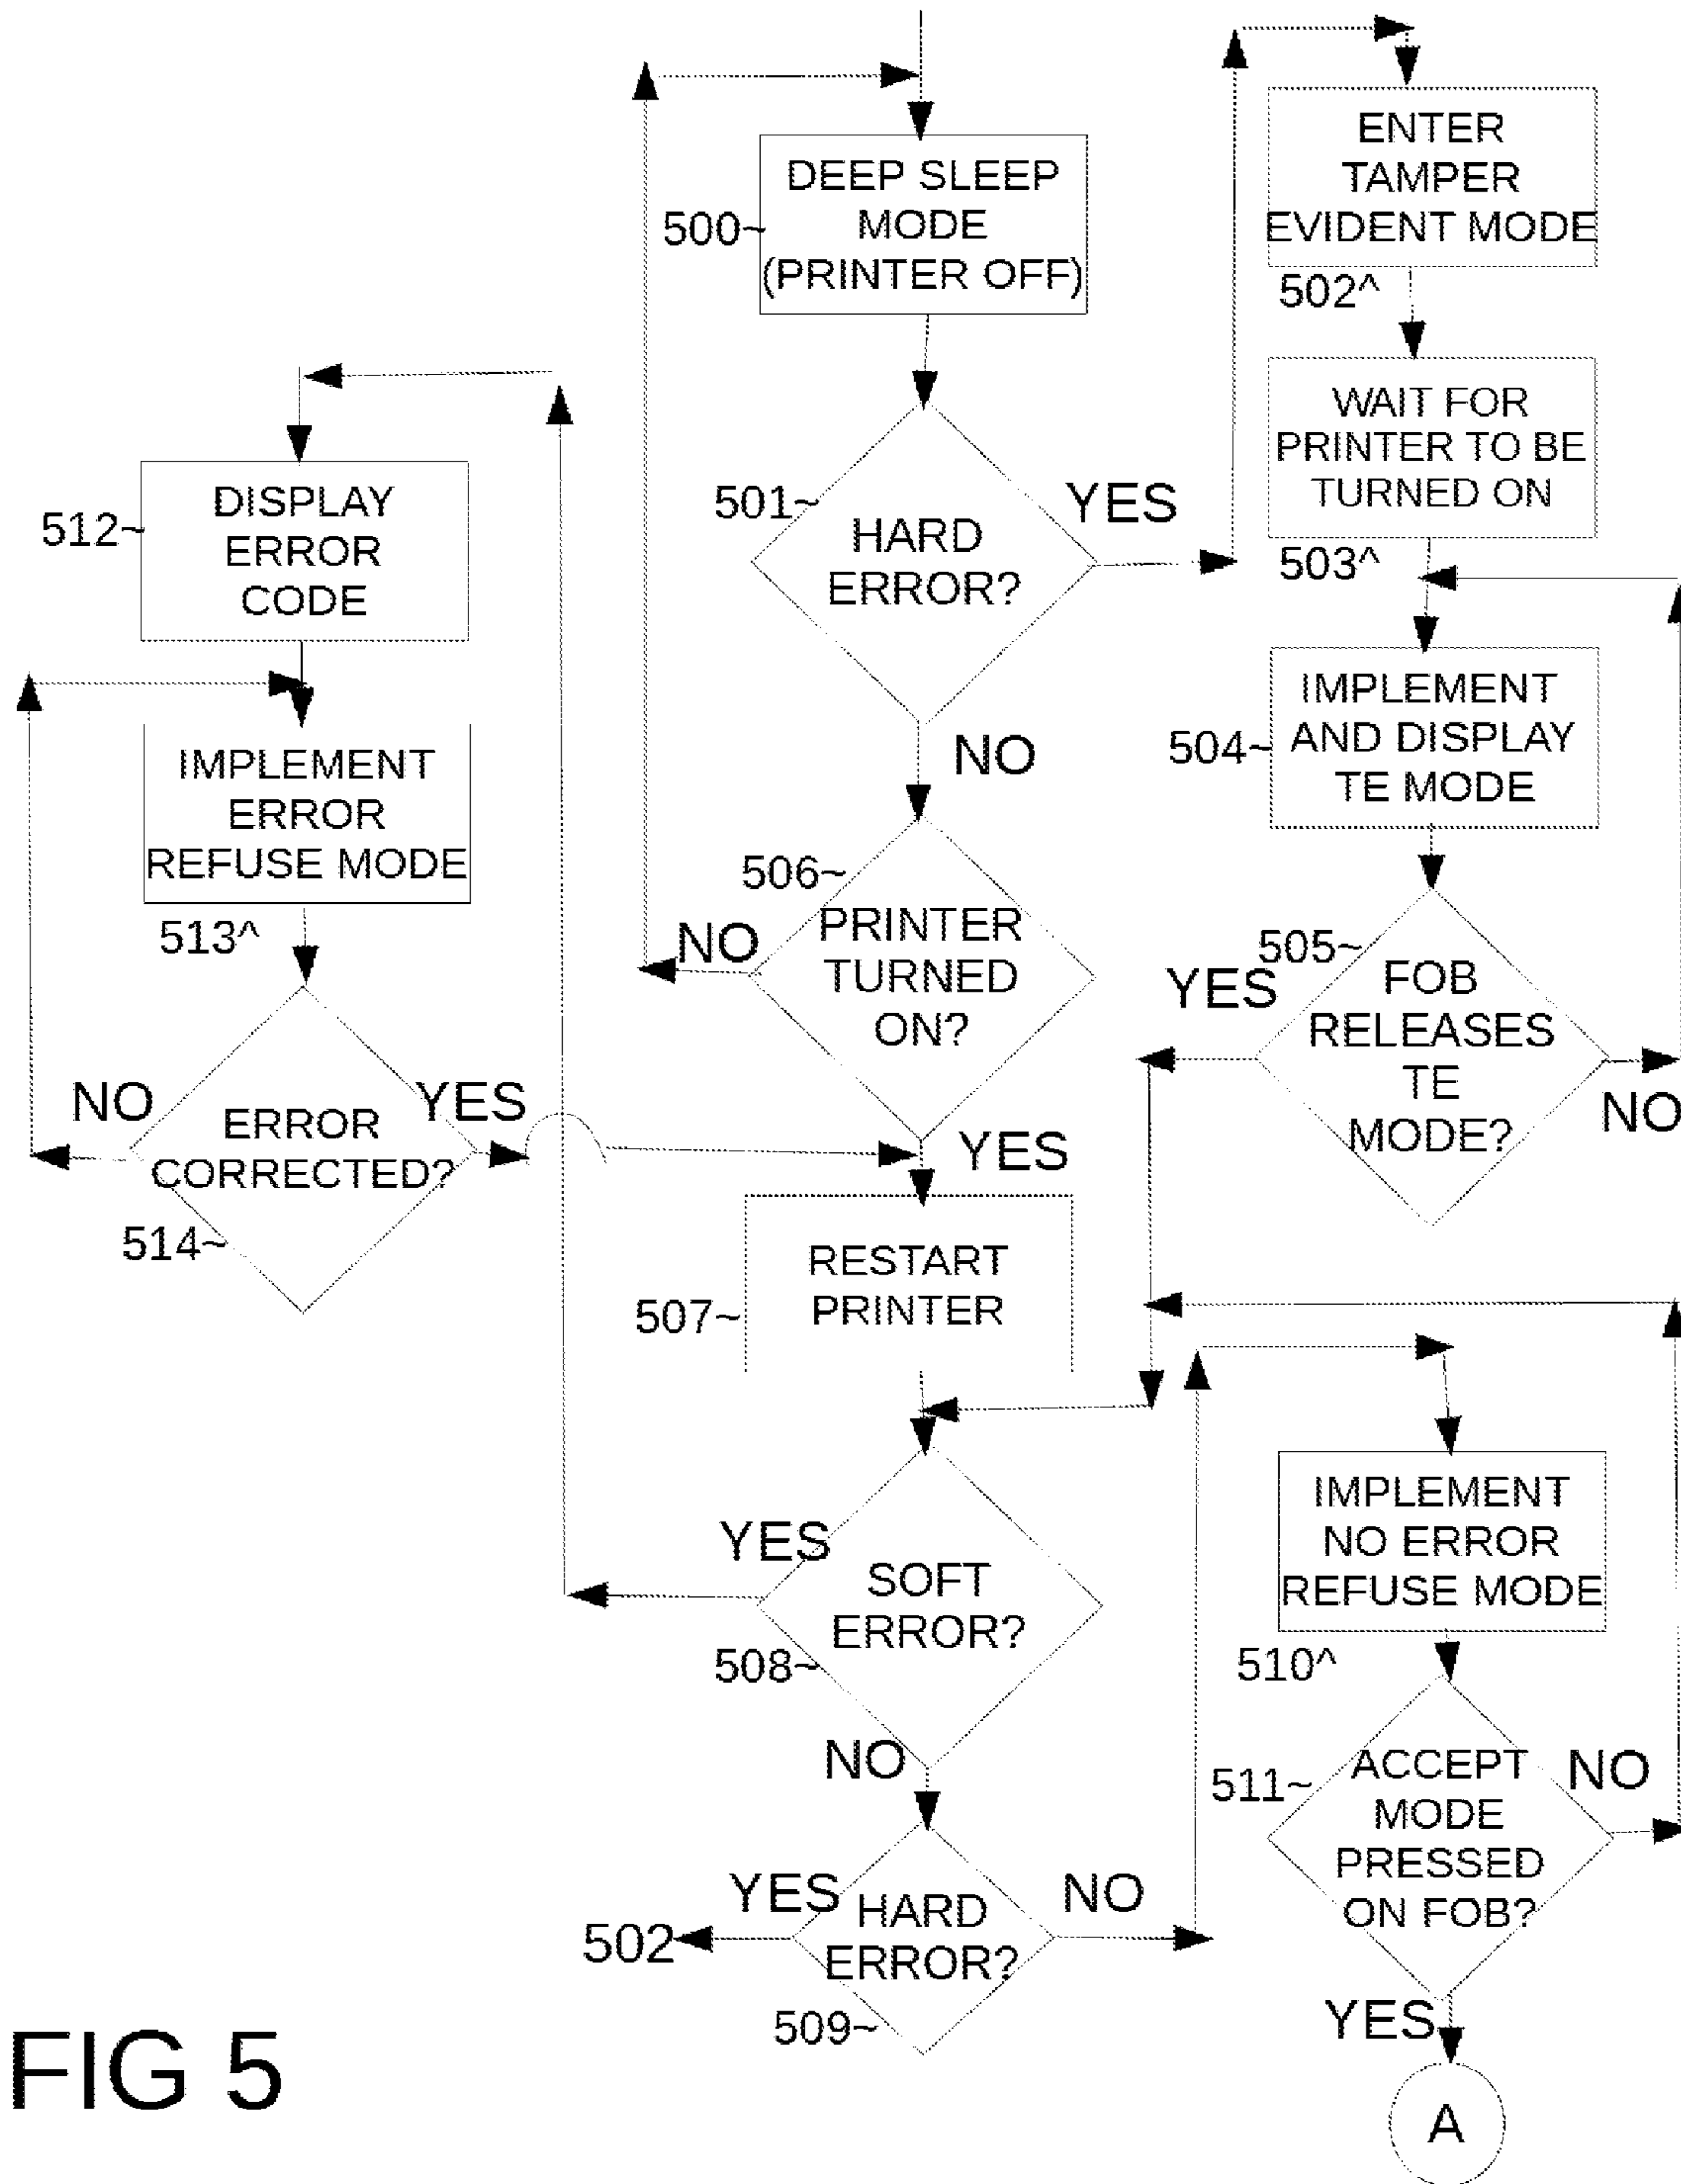 DEEP SLEEP
MODE
(PRINTER OFF)
500~
ENTER
TAMPER
EVIDENT MODE
502^
WAIT FOR
PRINTER TO BE
TURNED ON
503^
DISPLAY
ERROR
CODE
512~
501~
HARD
ERROR?
YES
NO
IMPLEMENT
AND DISPLAY
TE MODE
504~
IMPLEMENT
ERROR
REFUSE MODE
513^
506~
PRINTER
TURNED
ON?
NO
YES
505~
FOB
RELEASES
TE
MODE?
YES
NO
ERROR
CORRECTED?
NO
YES
514~
RESTART
PRINTER
507~
SOFT
ERROR?
YES
508~
NO
IMPLEMENT
NO ERROR
REFUSE MODE
510^
511~
ACCEPT
MODE
PRESSED
ON FOB?
NO
YES
HARD
ERROR?
YES
NO
502
509~
A
FIG 5